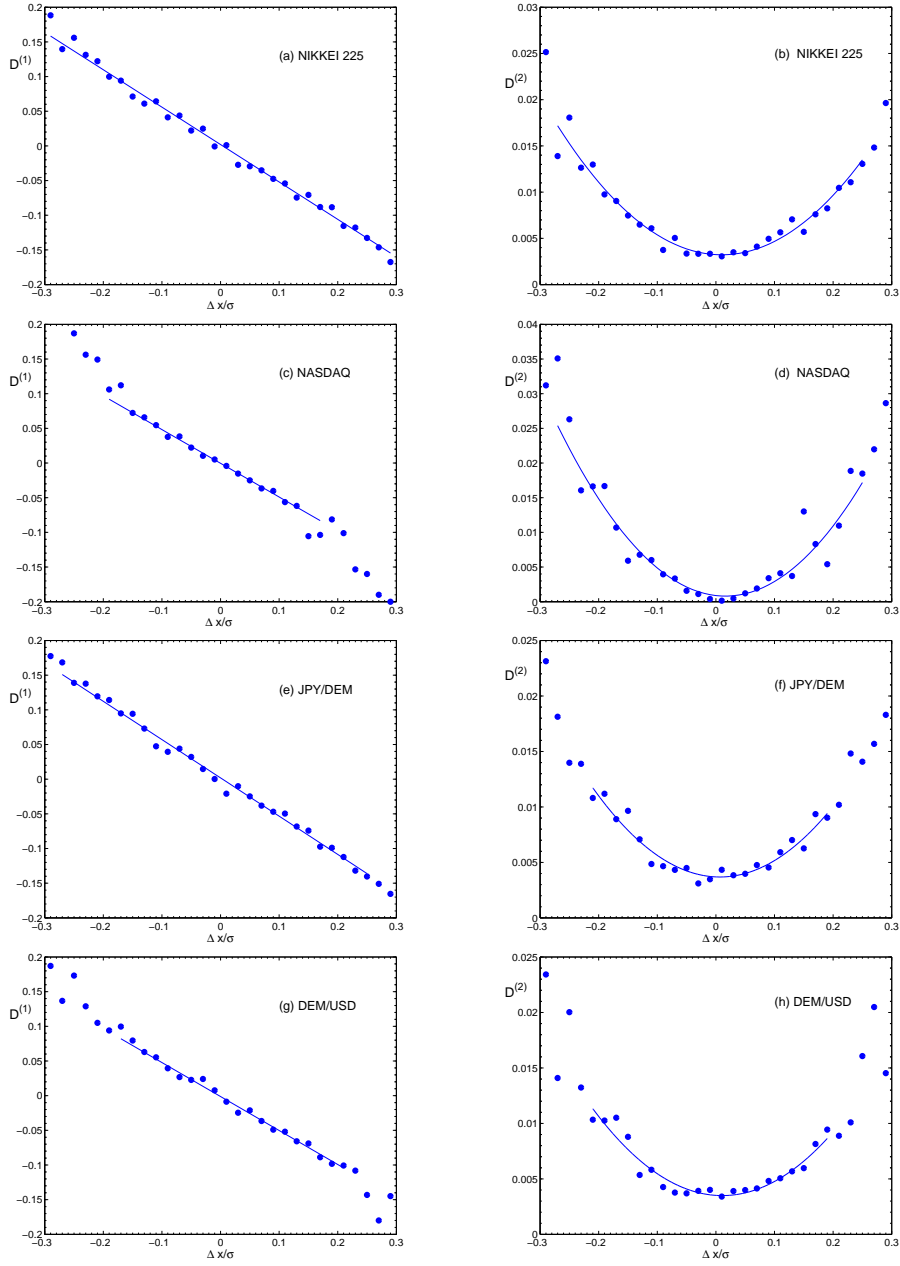 0.2
0.15
0.1
0.05
0
−0.05
−0.1
−0.15
−0.2
D(1)
(a) NIKKEI 225
−0.3 −0.2 −0.1 0 0.1 0.2 0.3
Δ x/σ
0.03
0.025
0.02
0.015
0.01
0.005
0
D(2)
(b) NIKKEI 225
−0.3 −0.2 −0.1 0 0.1 0.2 0.3
Δ x/σ
0.2
0.15
0.1
0.05
0
−0.05
−0.1
−0.15
−0.2
D(1)
(c) NASDAQ
−0.3 −0.2 −0.1 0 0.1 0.2 0.3
Δ x/σ
0.04
0.035
0.03
0.025
0.02
0.015
0.01
0.005
0
D(2)
(d) NASDAQ
−0.3 −0.2 −0.1 0 0.1 0.2 0.3
Δ x/σ
0.2
0.15
0.1
0.05
0
−0.05
−0.1
−0.15
−0.2
D(1)
(e) JPY/DEM
−0.3 −0.2 −0.1 0 0.1 0.2 0.3
Δ x/σ
0.025
0.02
0.015
0.01
0.005
0
D(2)
(f) JPY/DEM
−0.3 −0.2 −0.1 0 0.1 0.2 0.3
Δ x/σ
0.2
0.15
0.1
0.05
0
−0.05
−0.1
−0.15
−0.2
D(1)
(g) DEM/USD
−0.3 −0.2 −0.1 0 0.1 0.2 0.3
Δ x/σ
0.025
0.02
0.015
0.01
0.005
0
D(2)
(h) DEM/USD
−0.3 −0.2 −0.1 0 0.1 0.2 0.3
Δ x/σ